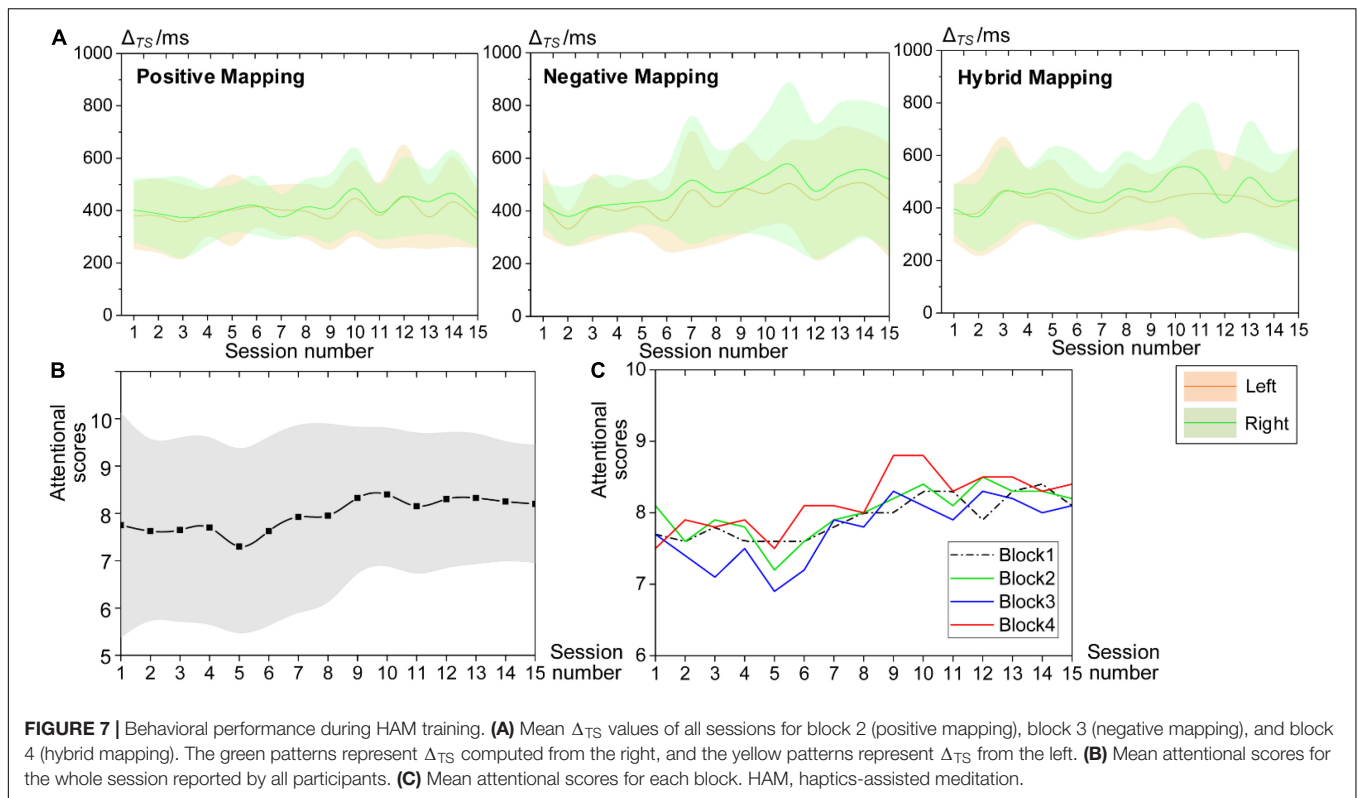 A
ΔTS /ms
ΔTS /ms
ΔTS /ms
Positive Mapping
Negative Mapping
Hybrid Mapping
1000
800
600
400
200
0
1 2 3 4 5 6 7 8 9 10 11 12 13 14 15
Session number
1000
800
600
400
200
0
1 2 3 4 5 6 7 8 9 10 11 12 13 14 15
Session number
1000
800
600
400
200
0
1 2 3 4 5 6 7 8 9 10 11 12 13 14 15
Session number
Left
Right
B
Attentional
scores
10
9
8
7
6
5
1 2 3 4 5 6 7 8 9 10 11 12 13 14 15
Session
number
C
Attentional
scores
10
9
8
7
6
1 2 3 4 5 6 7 8 9 10 11 12 13 14 15
Session
number
Block1
Block2
Block3
Block4
FIGURE 7 | Behavioral performance during HAM training. (A) Mean ΔTS values of all sessions for block 2 (positive mapping), block 3 (negative mapping), and block
4 (hybrid mapping). The green patterns represent ΔTS computed from the right, and the yellow patterns represent ΔTS from the left. (B) Mean attentional scores for
the whole session reported by all participants. (C) Mean attentional scores for each block. HAM, haptics-assisted meditation.